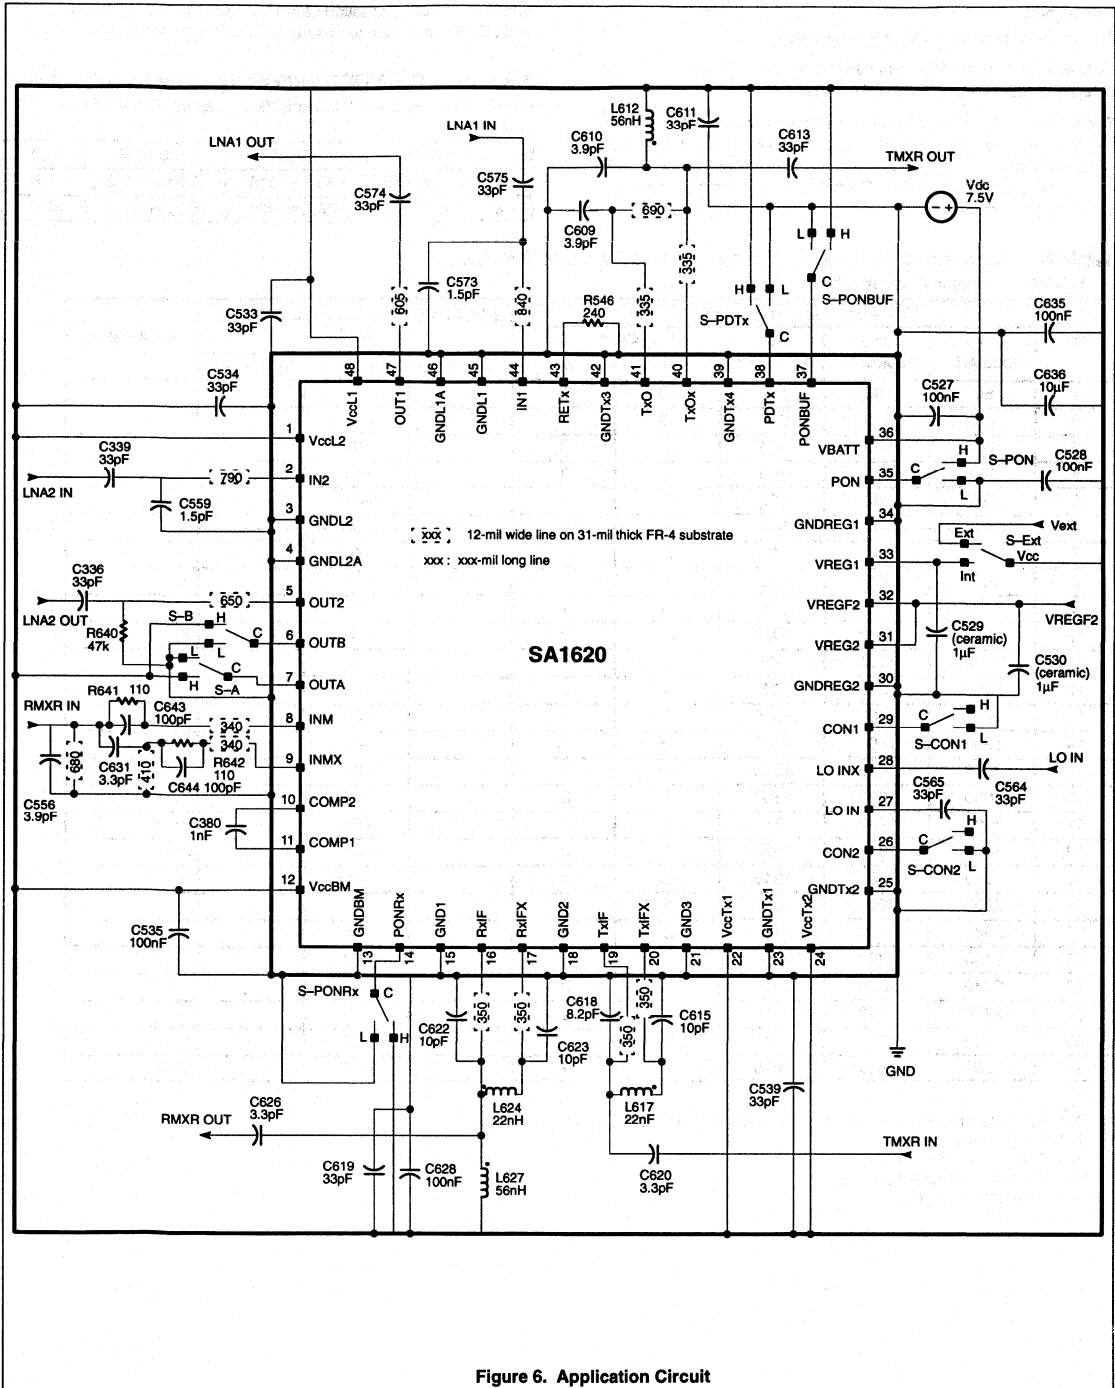 L612
56nH
C611
33pF
LNA1 IN
C610
3.9pF
C613
33pF
LNA1 OUT
TMXR OUT
C574
33pF
C575
33pF
Vdc
7.5V
- +
690
C609
3.9pF
L H
C
S-PONBUF
335
C573
1.5pF
H L
S-PDTx
C
605
840
R546
240
335
C533
33pF
C635
100nF
C534
33pF
C636
10µF
C527
100nF
48 47 46 45 44 43 42 41 40 39 38 37
VccL1
OUT1
GNDL1A
GNDL1
IN1
RETx
GNDTx3
TxO
TxOx
GNDTx4
PDTx
PONBUF
1 VccL2
C339
33pF
LNA2 IN
790
2 IN2
C559
1.5pF
3 GNDL2
4 GNDL2A
C336
33pF
LNA2 OUT
650
5 OUT2
R640
47k
S-B H
C
L
6 OUTB
L
C
H
S-A
7 OUTA
RMXR IN
R641 110
C643
100pF
340
8 INM
680
C631
3.3pF
410
340
R642
110
C644 100pF
9 INMX
C556
3.9pF
10 COMP2
C380
1nF
11 COMP1
12 VccBM
C535
100nF
xxx 12-mil wide line on 31-mil thick FR-4 substrate
xxx : xxx-mil long line
SA1620
VBATT 36
PON 35
C
H
S-PON
L
C528
100nF
GNDREG1 34
Vext
Ext
S-Ext
Vcc
Int
VREG1 33
VREGF2 32
VREGF2
VREG2 31
C529
(ceramic)
1µF
C530
(ceramic)
1µF
GNDREG2 30
CON1 29
C
H
S-CON1
L
LO INX 28
LO IN
C565
33pF
C564
33pF
LO IN 27
CON2 26
C
H
S-CON2
L
GNDTx2 25
GNDBM
PONRx
GND1
RxIF
RxIFX
GND2
TxIF
TxIFX
GND3
VccTx1
GNDTx1
VccTx2
13 14 15 16 17 18 19 20 21 22 23 24
S-PONRx C
L H
C622
10pF
350
350
C623
10pF
C618
8.2pF
350
350
C615
10pF
GND
L624
22nH
L617
22nF
C539
33pF
C626
3.3pF
RMXR OUT
TMXR IN
C619
33pF
C628
100nF
L627
56nH
C620
3.3pF
Figure 6. Application Circuit